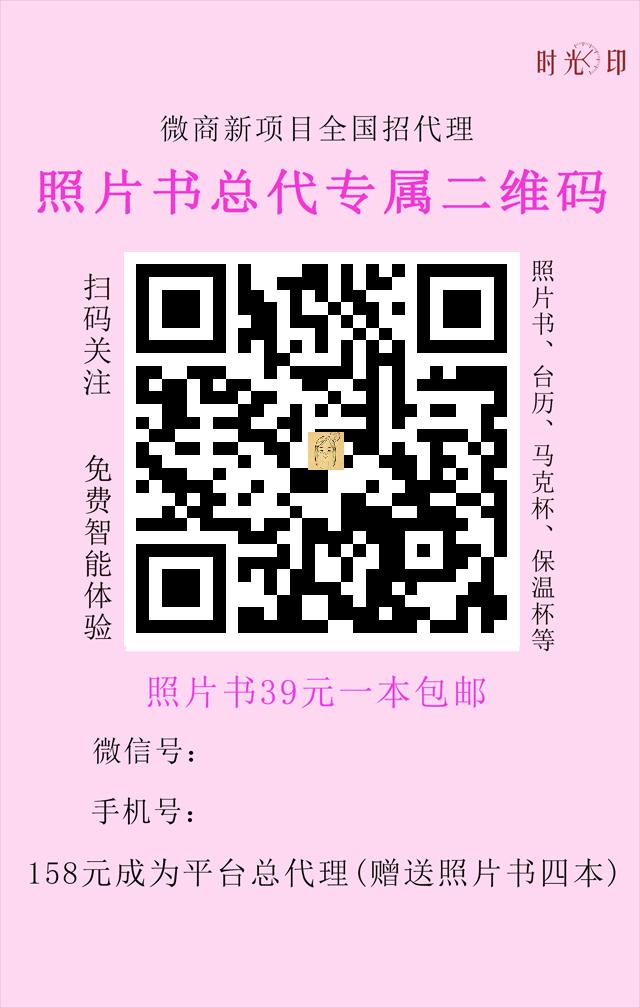 时光印
微商新项目全国招代理
照片书总代专属二维码
扫码关注
免费智能体验
照片书、台历、马克杯、保温杯等
照片书39元一本包邮
微信号：
手机号：
158元成为平台总代理(赠送照片书四本)